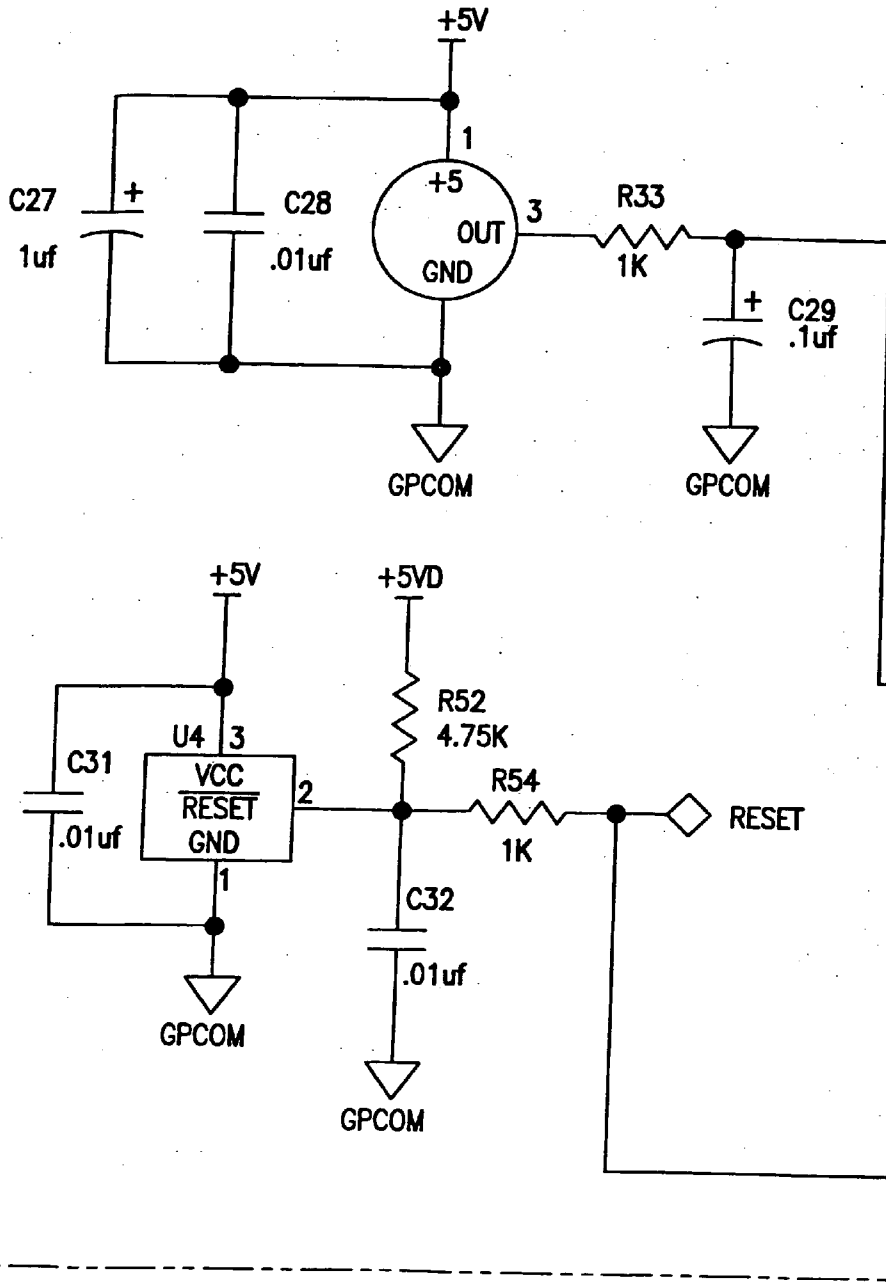 +5V
1
+5
C27
+
C28
3
R33
OUT
1uf
.01uf
GND
1K
+
C29
.1uf
GPCOM
GPCOM
+5V
+5VD
R52
4.75K
U4
3
C31
VCC
R54
RESET
2
RESET
.01uf
GND
1K
1
C32
.01uf
GPCOM
GPCOM